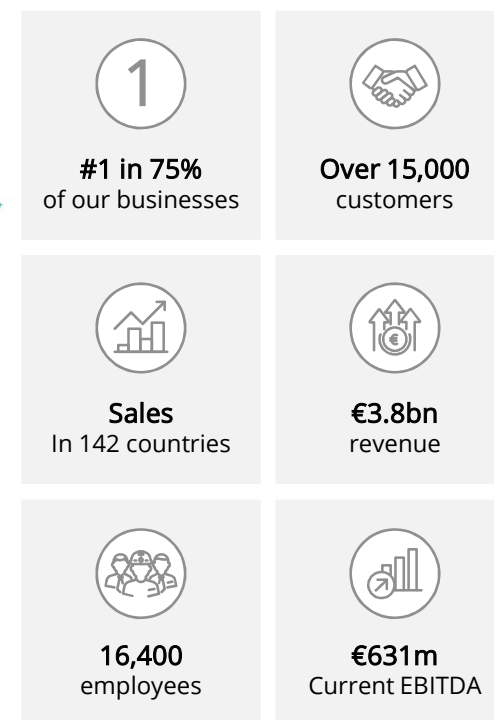 1
#1 in 75%
of our businesses
Over 15,000
customers
Sales
In 142 countries
€
€3.8bn
revenue
16,400
employees
€631m
Current EBITDA